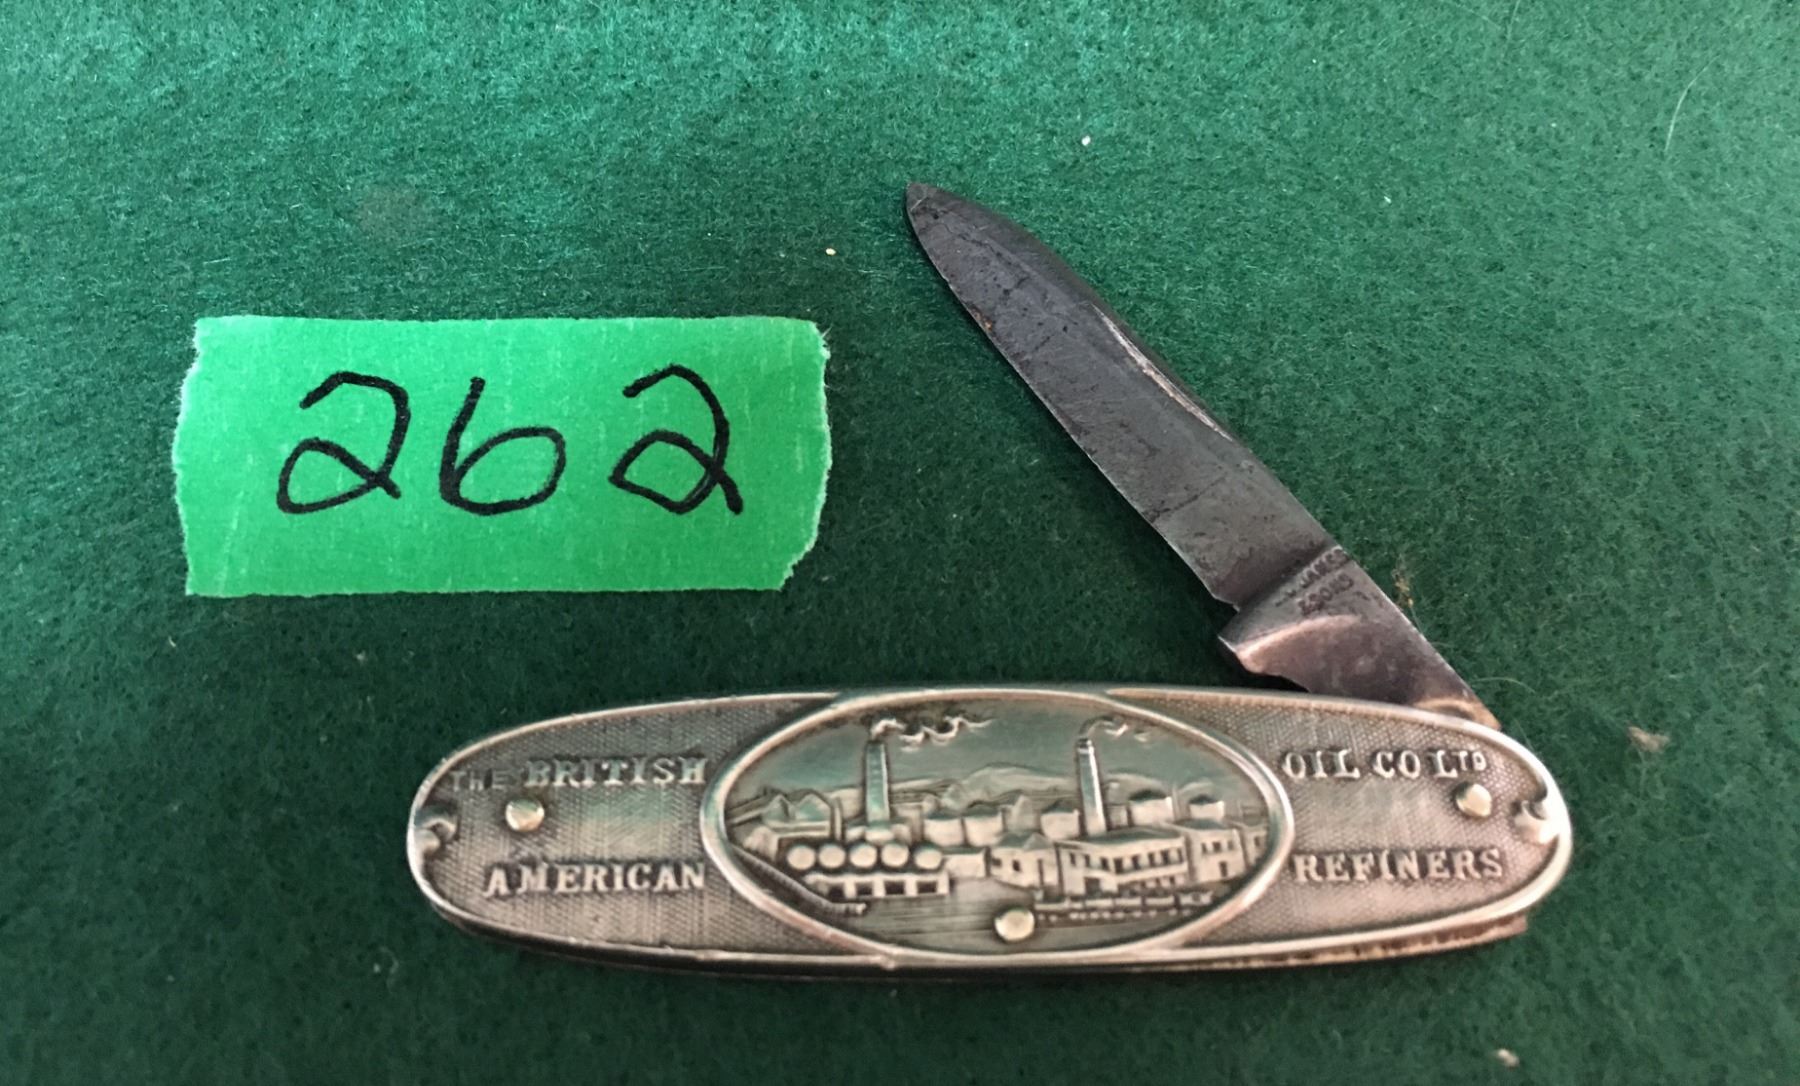 262
THE BRITISH
AMERICAN
OIL CO LTD
REFINERS